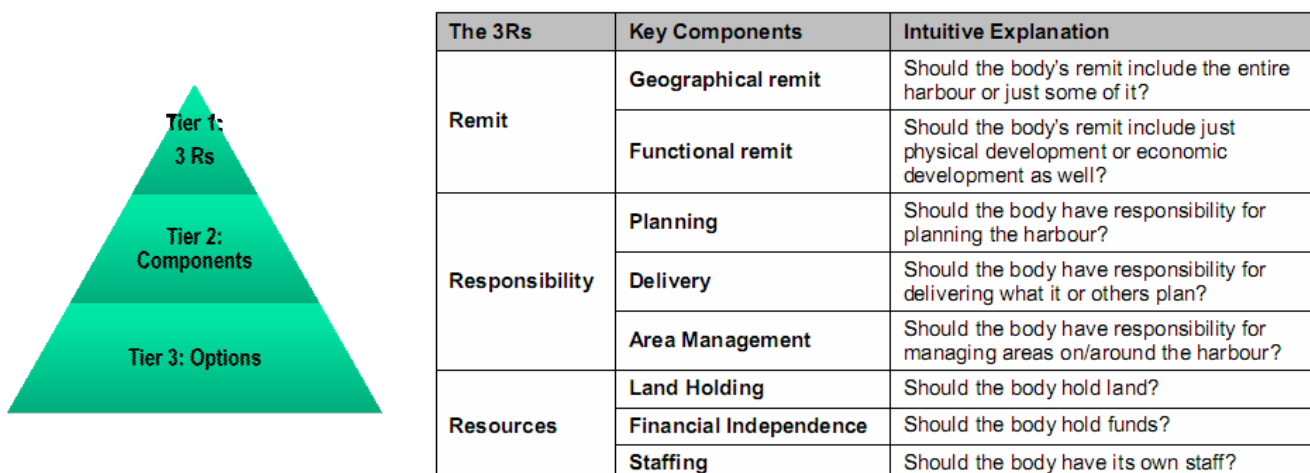 Tier 1:
3 Rs
Tier 2:
Components
Tier 3: Options
The 3Rs
Key Components
Intuitive Explanation
Remit
Geographical remit
Should the body's remit include the entire
harbour or just some of it?
Functional remit
Should the body's remit include just
physical development or economic
development as well?
Responsibility
Planning
Should the body have responsibility for
planning the harbour?
Delivery
Should the body have responsibility for
delivering what it or others plan?
Area Management
Should the body have responsibility for
managing areas on/around the harbour?
Resources
Land Holding
Should the body hold land?
Financial Independence
Should the body hold funds?
Staffing
Should the body have its own staff?